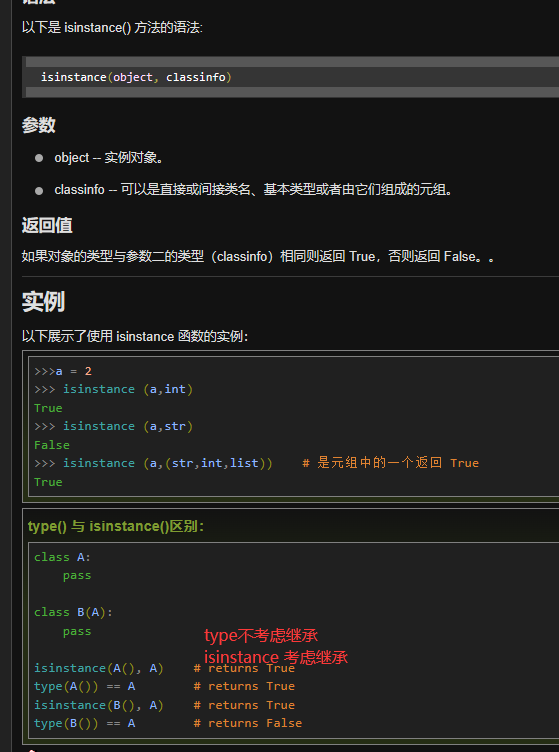 以下是 isinstance() 方法的语法:
isinstance(object, classinfo)
参数
object -- 实例对象。
classinfo -- 可以是直接或间接类名、基本类型或者由它们组成的元组。
返回值
如果对象的类型与参数二的类型（classinfo）相同则返回 True，否则返回 False。。
实例
以下展示了使用 isinstance 函数的实例：
>>>a = 2
>>> isinstance (a,int)
True
>>> isinstance (a,str)
False
>>> isinstance (a,(str,int,list))    # 是元组中的一个返回 True
True
type() 与 isinstance()区别：
class A:
    pass
class B(A):
    pass
type不考虑继承
isinstance 考虑继承
isinstance(A(), A)    # returns True
type(A()) == A        # returns True
isinstance(B(), A)    # returns True
type(B()) == A        # returns False